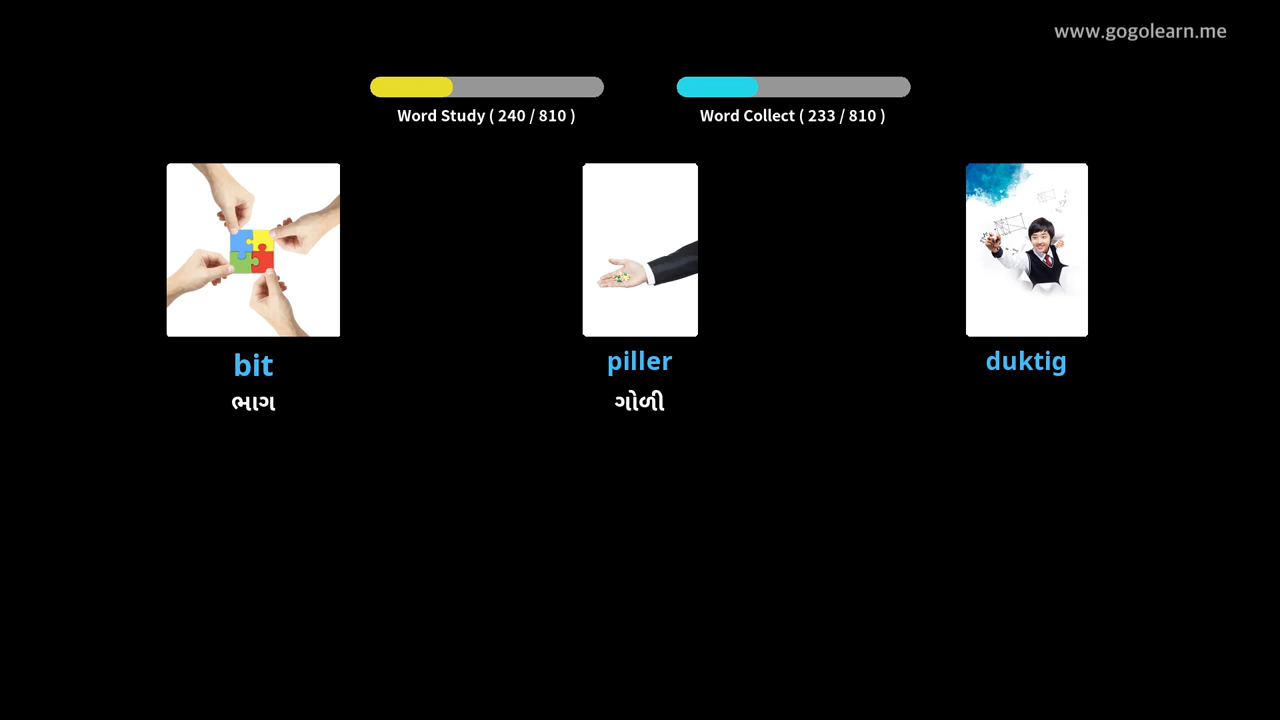 www.gogolearn.me
Word Study ( 240 / 810 )
Word Collect ( 233 / 810 )
bit
ભાગ
piller
ગોળી
duktig